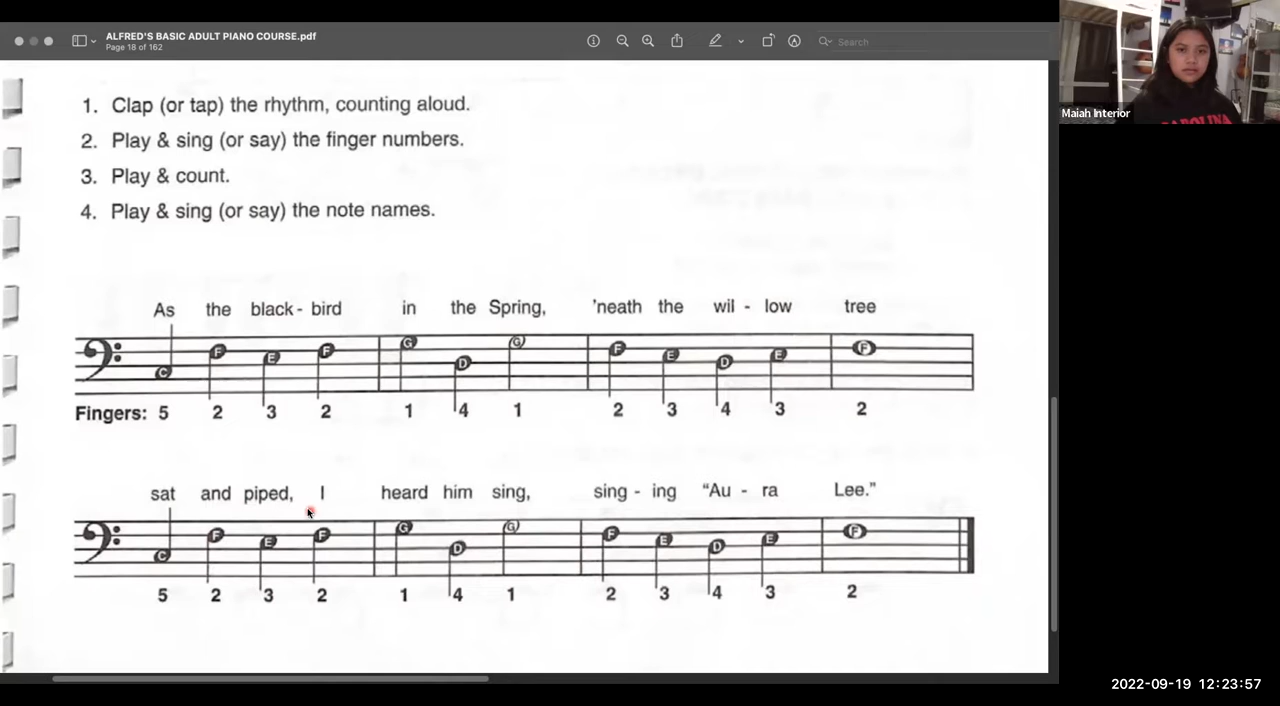 ALFRED'S BASIC ADULT PIANO COURSE.pdf
Page 18 of 162
Search
Maiah Interior
CAROLINA
1. Clap (or tap) the rhythm, counting aloud.
2. Play & sing (or say) the finger numbers.
3. Play & count.
4. Play & sing (or say) the note names.
As the black - bird in the Spring, 'neath the wil - low tree
C F E F G D G F E D E F
Fingers: 5 2 3 2 1 4 1 2 3 4 3 2
sat and piped, I heard him sing, sing - ing "Au - ra Lee."
C F E F G D G F E D E F
5 2 3 2 1 4 1 2 3 4 3 2
2022-09-19 12:23:57